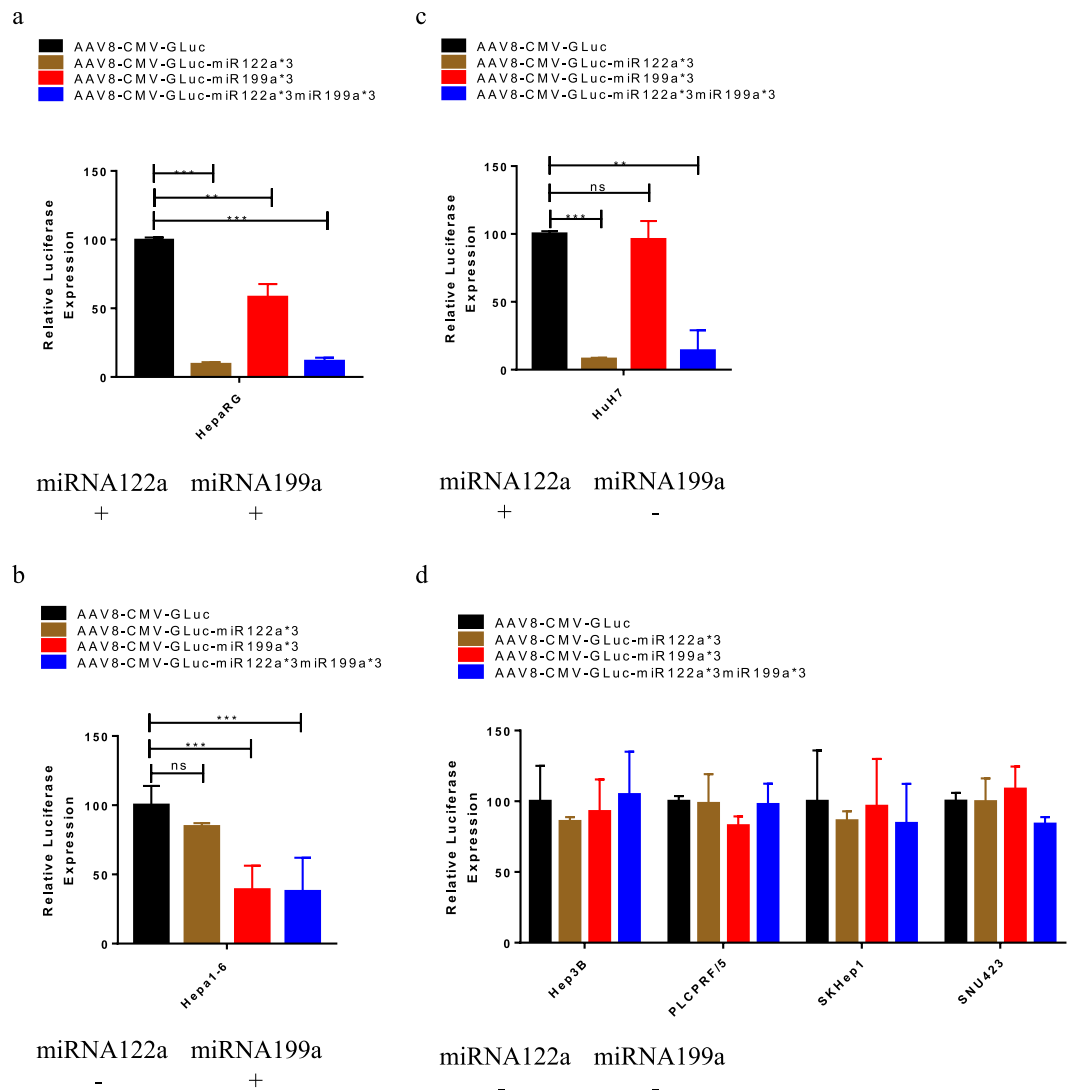 a
AAV8-CMV-GLuc
AAV8-CMV-GLuc-miR122a*3
AAV8-CMV-GLuc-miR199a*3
AAV8-CMV-GLuc-miR122a*3miR199a*3
150
100
50
0
Relative Luciferase
Expression
***
**
***
HepaRG
miRNA122a miRNA199a
+ +
c
AAV8-CMV-GLuc
AAV8-CMV-GLuc-miR122a*3
AAV8-CMV-GLuc-miR199a*3
AAV8-CMV-GLuc-miR122a*3miR199a*3
150
100
50
0
Relative Luciferase
Expression
**
ns
***
HuH7
miRNA122a miRNA199a
+ -
b
AAV8-CMV-GLuc
AAV8-CMV-GLuc-miR122a*3
AAV8-CMV-GLuc-miR199a*3
AAV8-CMV-GLuc-miR122a*3miR199a*3
150
100
50
0
Relative Luciferase
Expression
***
***
ns
Hepa1-6
miRNA122a miRNA199a
- +
d
AAV8-CMV-GLuc
AAV8-CMV-GLuc-miR122a*3
AAV8-CMV-GLuc-miR199a*3
AAV8-CMV-GLuc-miR122a*3miR199a*3
150
100
50
0
Relative Luciferase
Expression
Hep3B
PLCPRF/5
SKHep1
SNU423
miRNA122a miRNA199a
- -